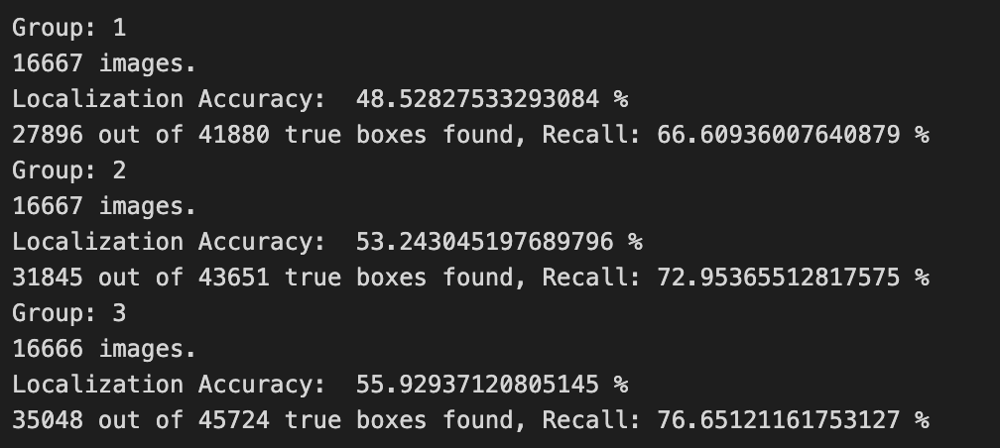 Group: 1
16667 images.
Localization Accuracy:  48.52827533293084 %
27896 out of 41880 true boxes found, Recall: 66.60936007640879 %
Group: 2
16667 images.
Localization Accuracy:  53.243045197689796 %
31845 out of 43651 true boxes found, Recall: 72.95365512817575 %
Group: 3
16666 images.
Localization Accuracy:  55.92937120805145 %
35048 out of 45724 true boxes found, Recall: 76.65121161753127 %